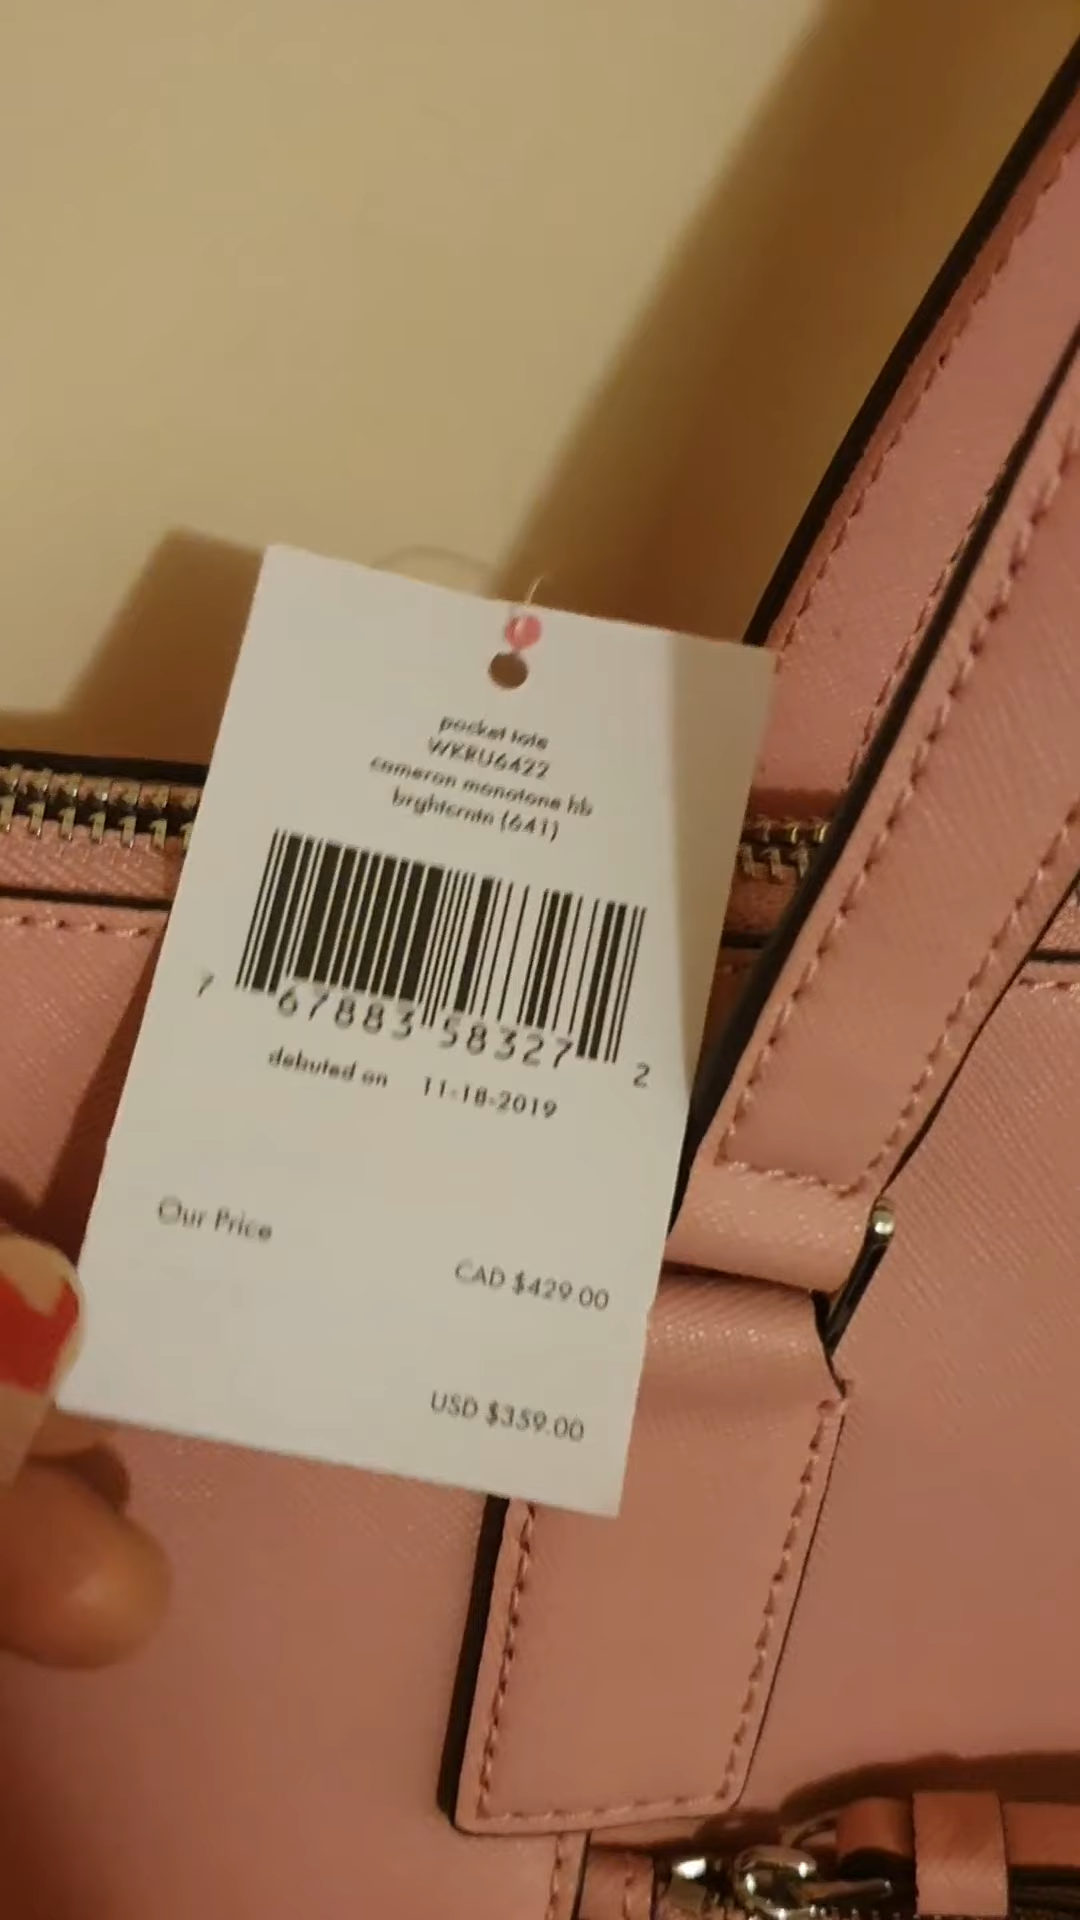 pocket tote
WKRU6422
cameron monotone hb
brghtcrntn (641)
7 67883 58327 2
debuted on 11-18-2019
Our Price
CAD $429.00
USD $359.00